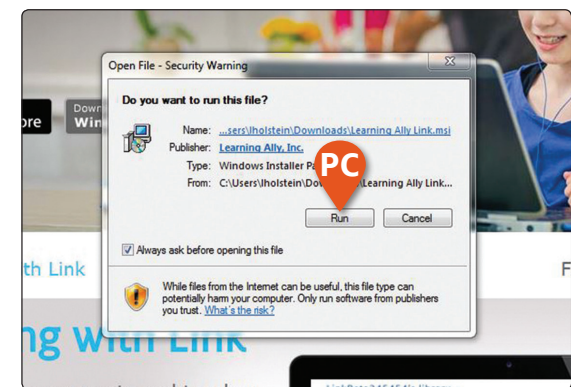 Open File - Security Warning
Do you want to run this file?
Name: ...sers\lholstein\Downloads\Learning Ally Link.msi
Publisher: Learning Ally, Inc.
Type: Windows Installer
PC
From: C:\Users\lholstein\ Learning Ally Link...
Run Cancel
Always ask before opening this file
While files from the Internet can be useful, this file type can
potentially harm your computer. Only run software from publishers
you trust. What's the risk?
Down
ore Win
th Link F
ng with Link